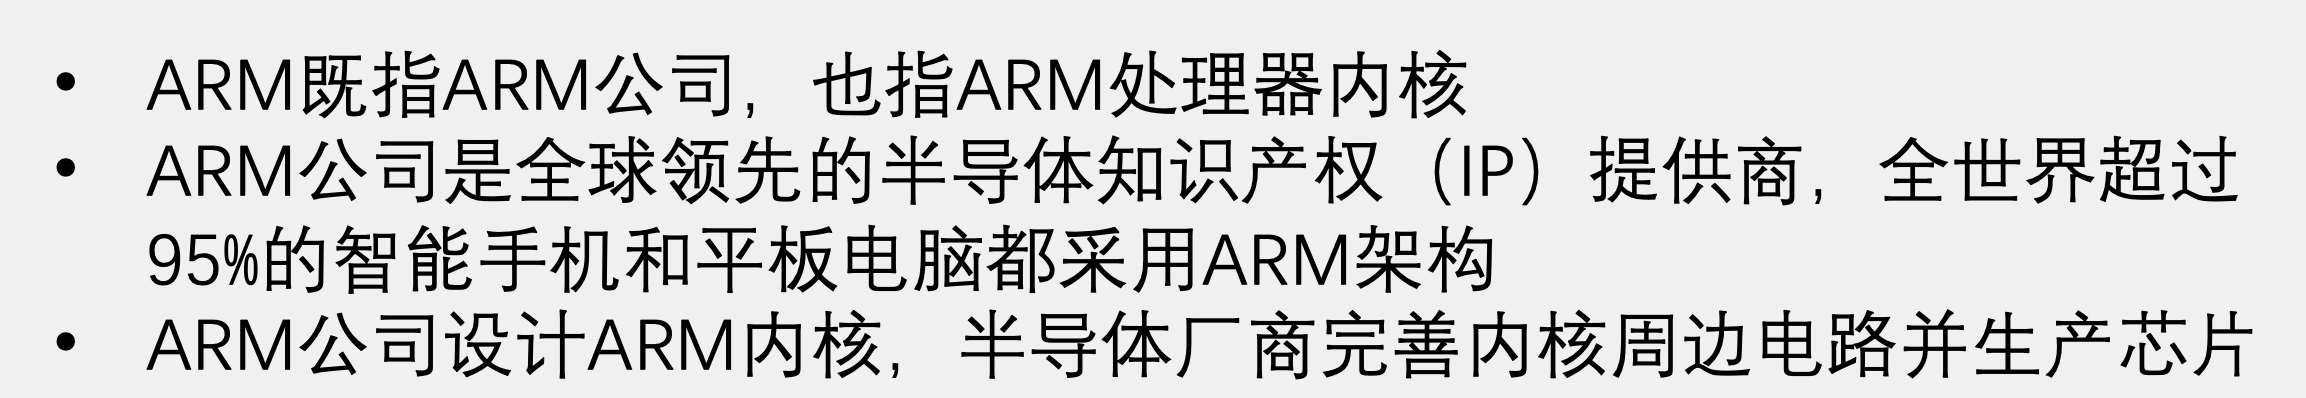 • ARM既指ARM公司，也指ARM处理器内核
• ARM公司是全球领先的半导体知识产权（IP）提供商，全世界超过
95%的智能手机和平板电脑都采用ARM架构
• ARM公司设计ARM内核，半导体厂商完善内核周边电路并生产芯片